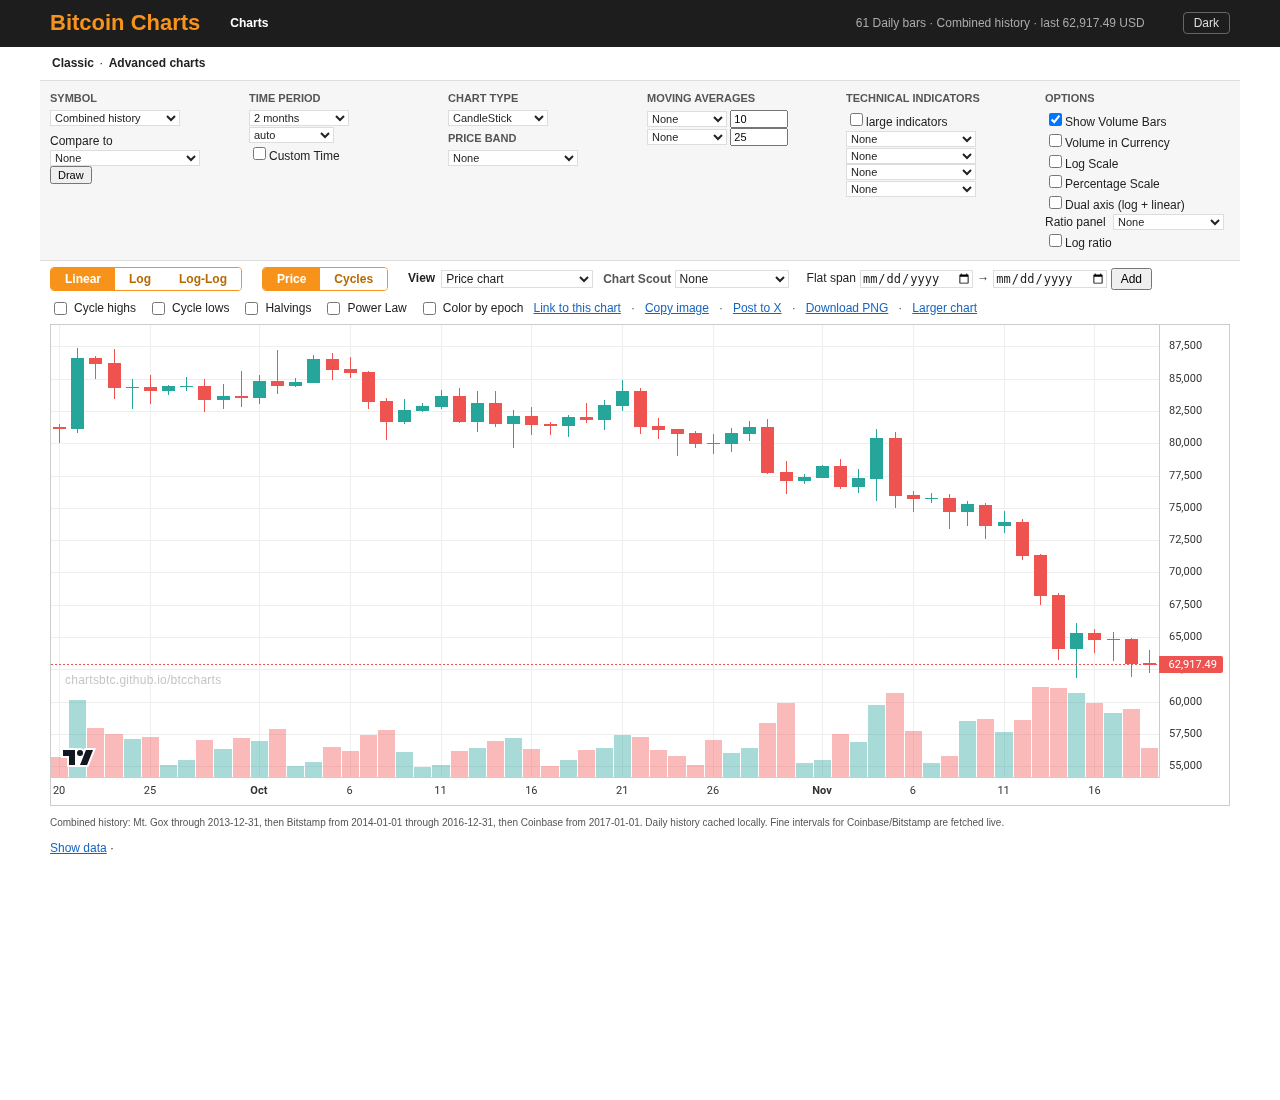 Bitcoin Charts Charts 61 Daily bars · Combined history · last 62,917.49 USD Dark
Classic · Advanced charts
SYMBOL TIME PERIOD CHART TYPE MOVING AVERAGES TECHNICAL INDICATORS OPTIONS
Combined history 2 months CandleStick None 10 large indicators Show Volume Bars
auto PRICE BAND None 25 None Volume in Currency
Compare to Custom Time None None Log Scale
None None Percentage Scale
Draw None Dual axis (log + linear)
Ratio panel None
Log ratio
Linear Log Log-Log Price Cycles View Price chart Chart Scout None Flat span mm/dd/yyyy → mm/dd/yyyy Add
Cycle highs Cycle lows Halvings Power Law Color by epoch Link to this chart · Copy image · Post to X · Download PNG · Larger chart
87,500
85,000
82,500
80,000
77,500
75,000
72,500
70,000
67,500
65,000
62,917.49
chartsbtc.github.io/btccharts
60,000
57,500
55,000
20 25 Oct 6 11 16 21 26 Nov 6 11 16
Combined history: Mt. Gox through 2013-12-31, then Bitstamp from 2014-01-01 through 2016-12-31, then Coinbase from 2017-01-01. Daily history cached locally. Fine intervals for Coinbase/Bitstamp are fetched live.
Show data ·